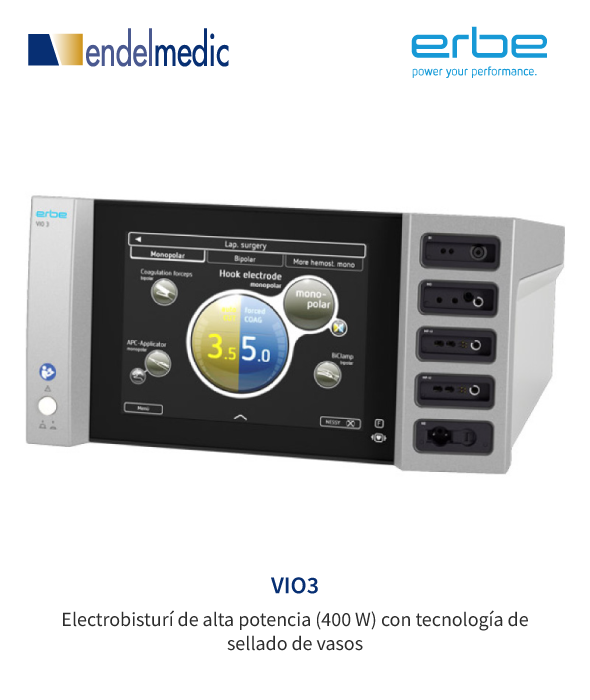 endelmedic
erbe
power your performance.
erbe
VIO 3
Lap. surgery
Monopolar
Bipolar
More hemost. mono
Coagulation forceps
bipolar
Hook electrode
monopolar
mono-
polar
forced
COAG
3.5
5.0
APC-Applicator
monopolar
BiClamp
bipolar
Menü
NESSY
VIO3
Electrobisturí de alta potencia (400 W) con tecnología de
sellado de vasos